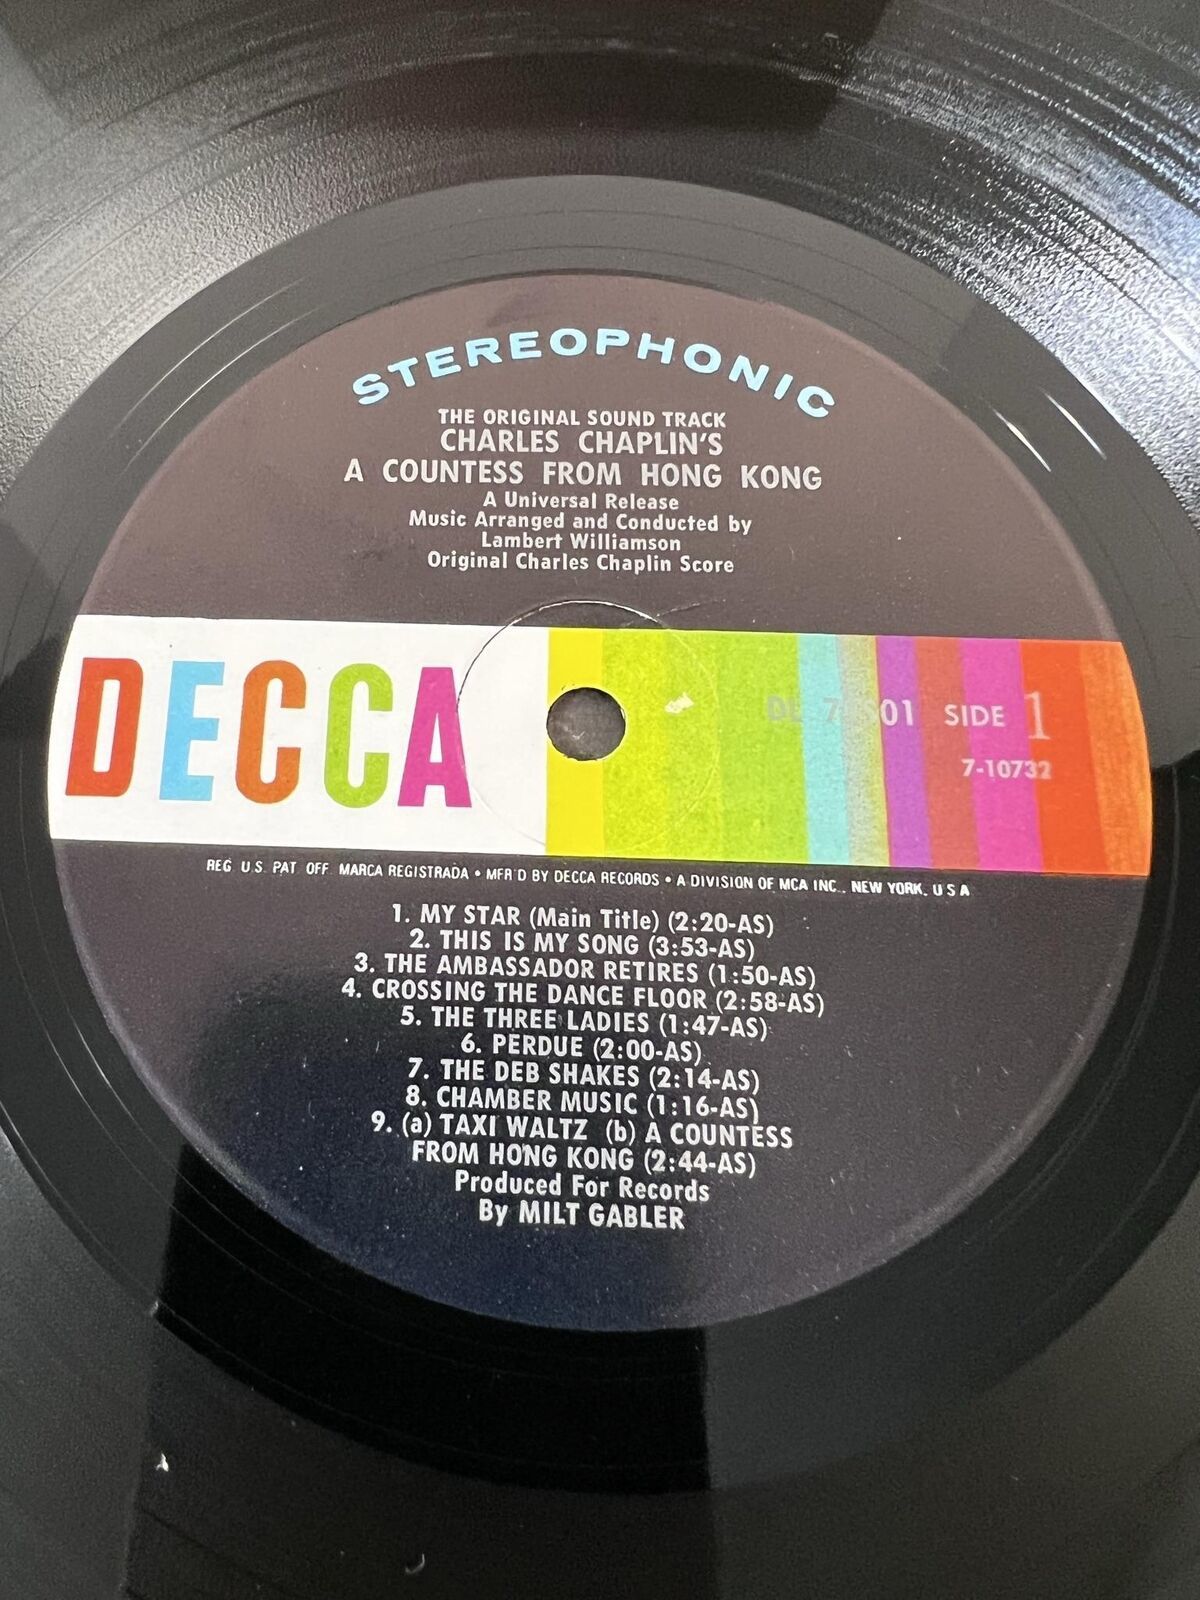 STEREOPHONIC
THE ORIGINAL SOUND TRACK
CHARLES CHAPLIN'S
A COUNTESS FROM HONG KONG
A Universal Release
Music Arranged and Conducted by
Lambert Williamson
Original Charles Chaplin Score
DECCA
SIDE 1
7-10732
REG. U.S. PAT. OFF. MARCA REGISTRADA • MFR'D BY DECCA RECORDS • A DIVISION OF MCA INC., NEW YORK, U S A
1. MY STAR (Main Title) (2:20-AS)
2. THIS IS MY SONG (3:53-AS)
3. THE AMBASSADOR RETIRES (1:50-AS)
4. CROSSING THE DANCE FLOOR (2:58-AS)
5. THE THREE LADIES (1:47-AS)
6. PERDUE (2:00-AS)
7. THE DEB SHAKES (2:14-AS)
8. CHAMBER MUSIC (1:16-AS)
9. (a) TAXI WALTZ (b) A COUNTESS
FROM HONG KONG (2:44-AS)
Produced For Records
By MILT GABLER